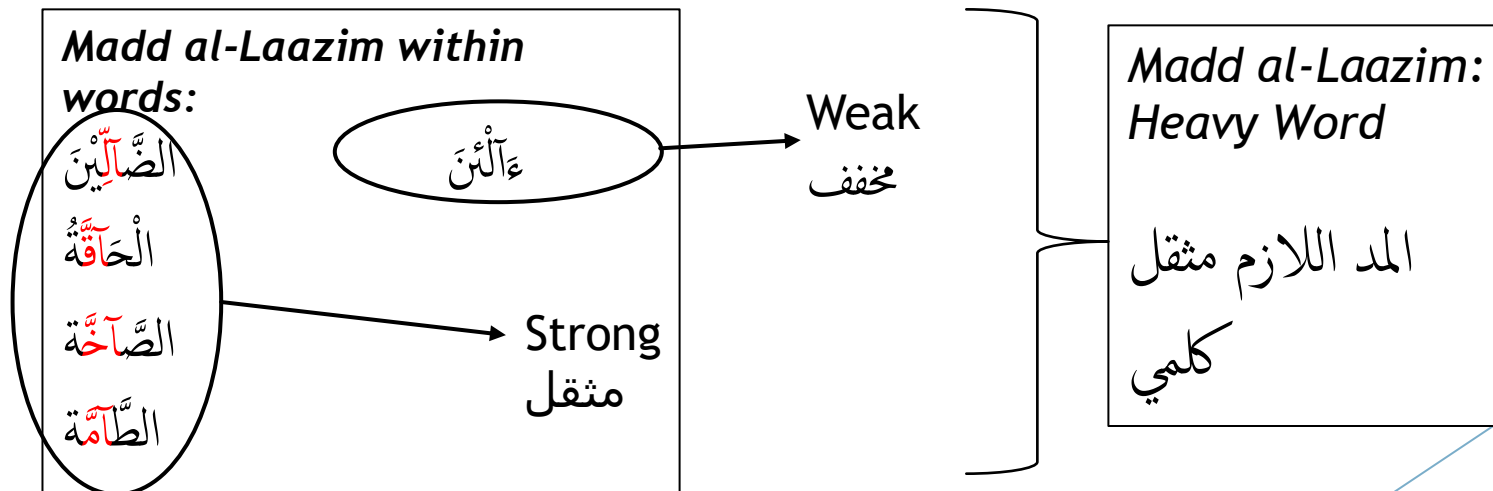 Madd al-Laazim within
words:
الضَّآلِّيْنَ
ءَآلْئنَ
الْحَآقَّةُ
الصَّآخَّة
الطَّآمَّة
Strong
مثقل
Weak
مخفف
Madd al-Laazim:
Heavy Word
المد اللازم مثقل
كلمي